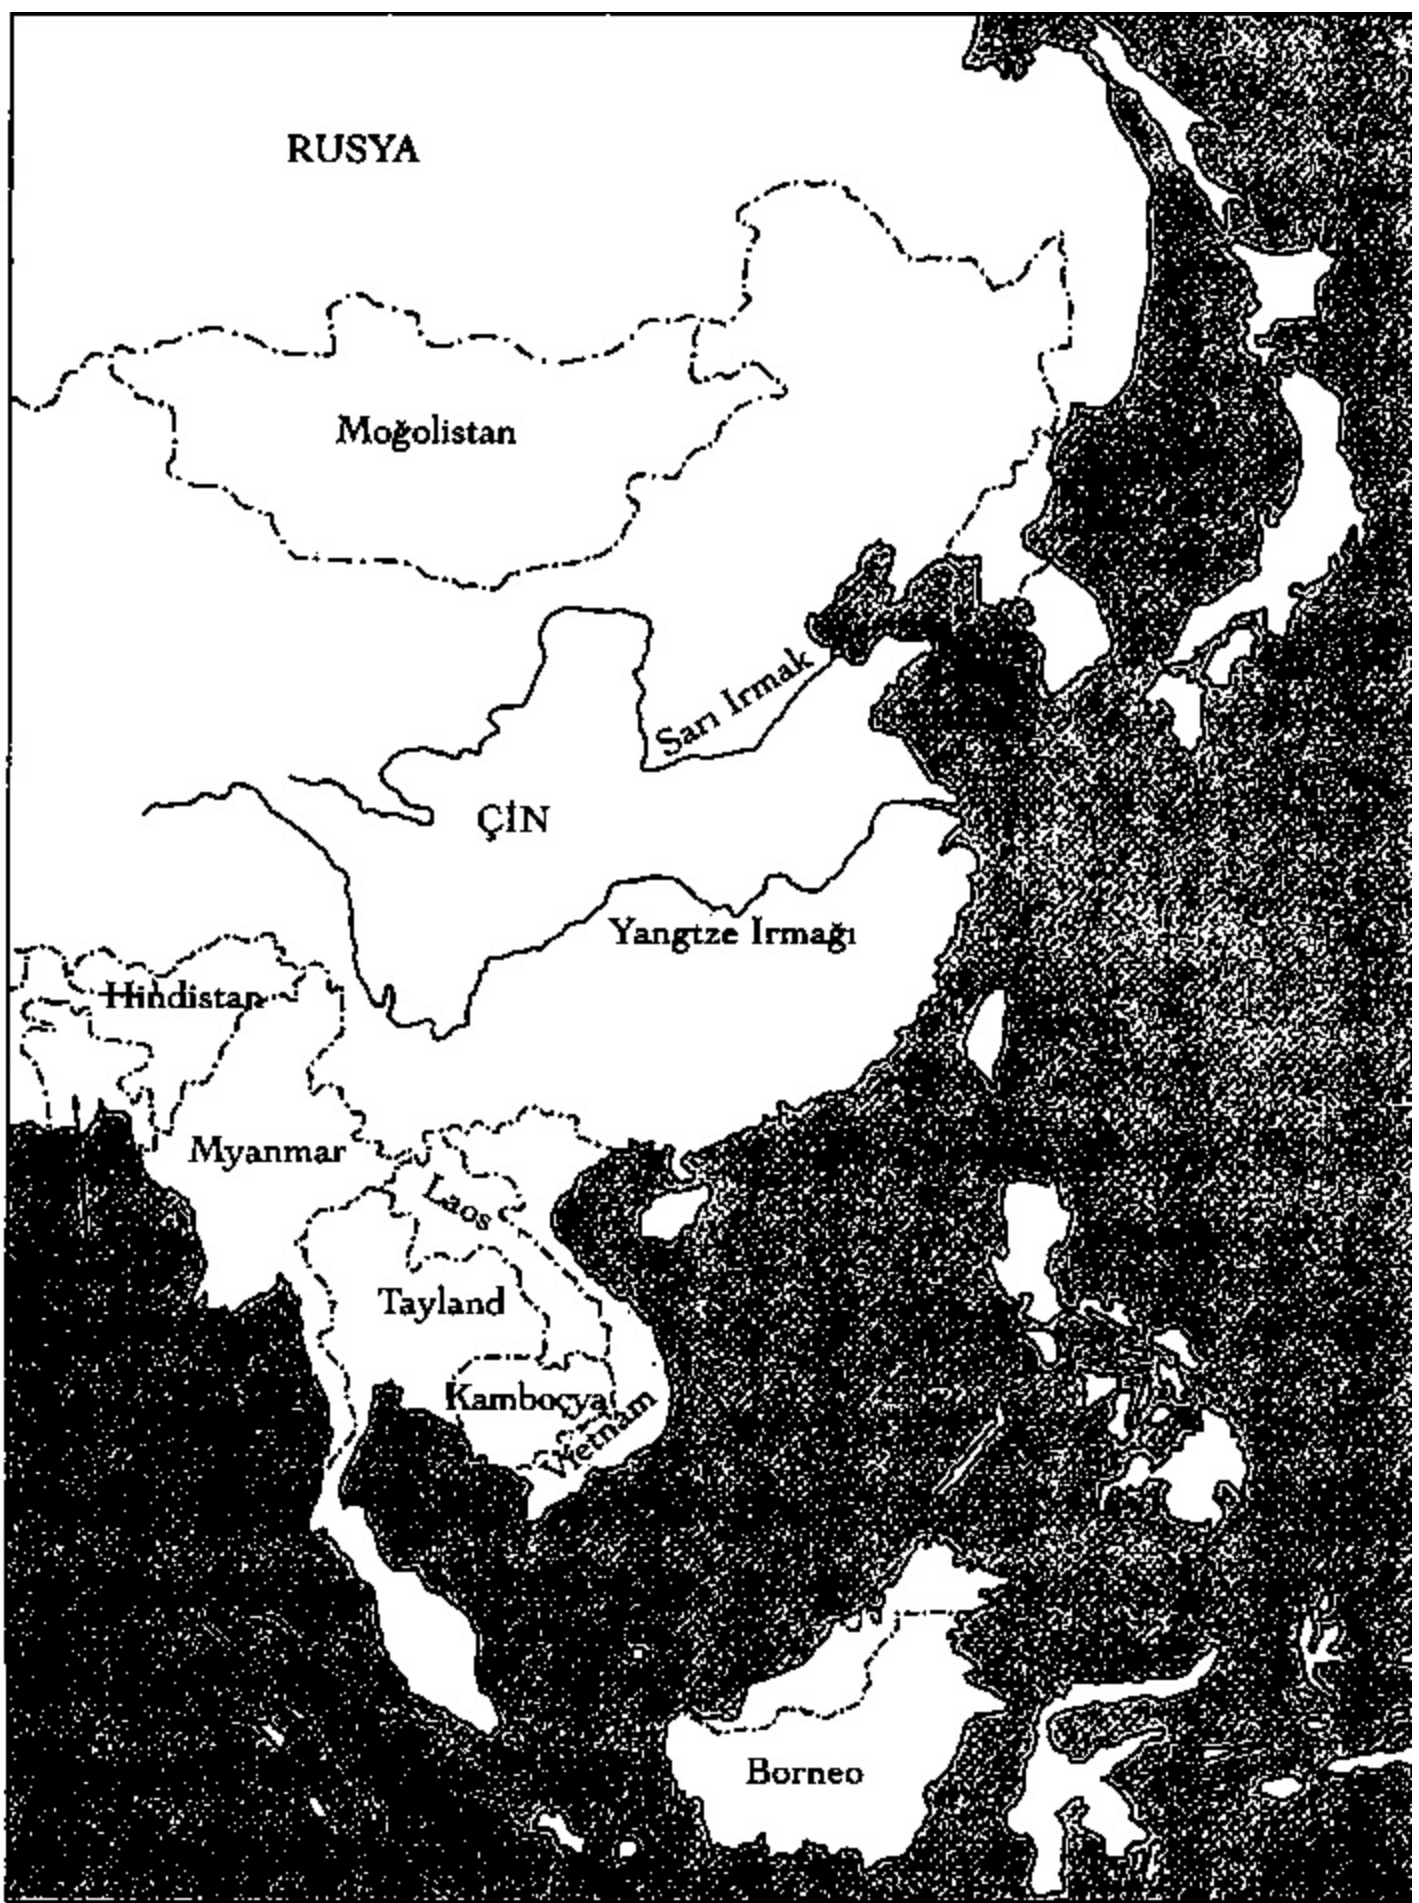 RUSYA
Moğolistan
Sarı Irmak
ÇİN
Yangtze Irmağı
Hindistan
Myanmar
Laos
Tayland
Kamboçya
Vietnam
Borneo